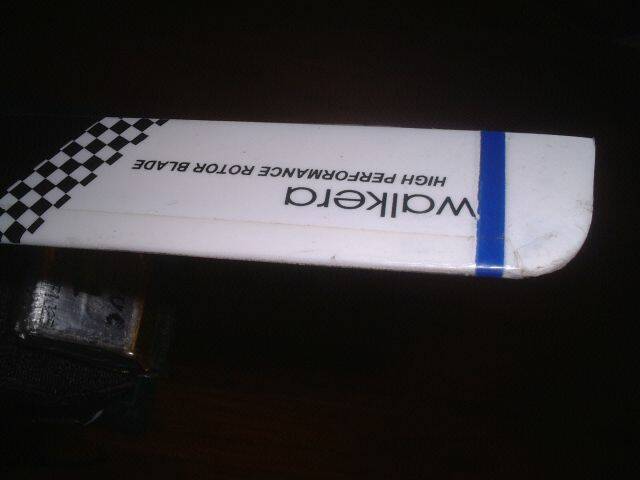 walkera
HIGH PERFORMANCE ROTOR BLADE